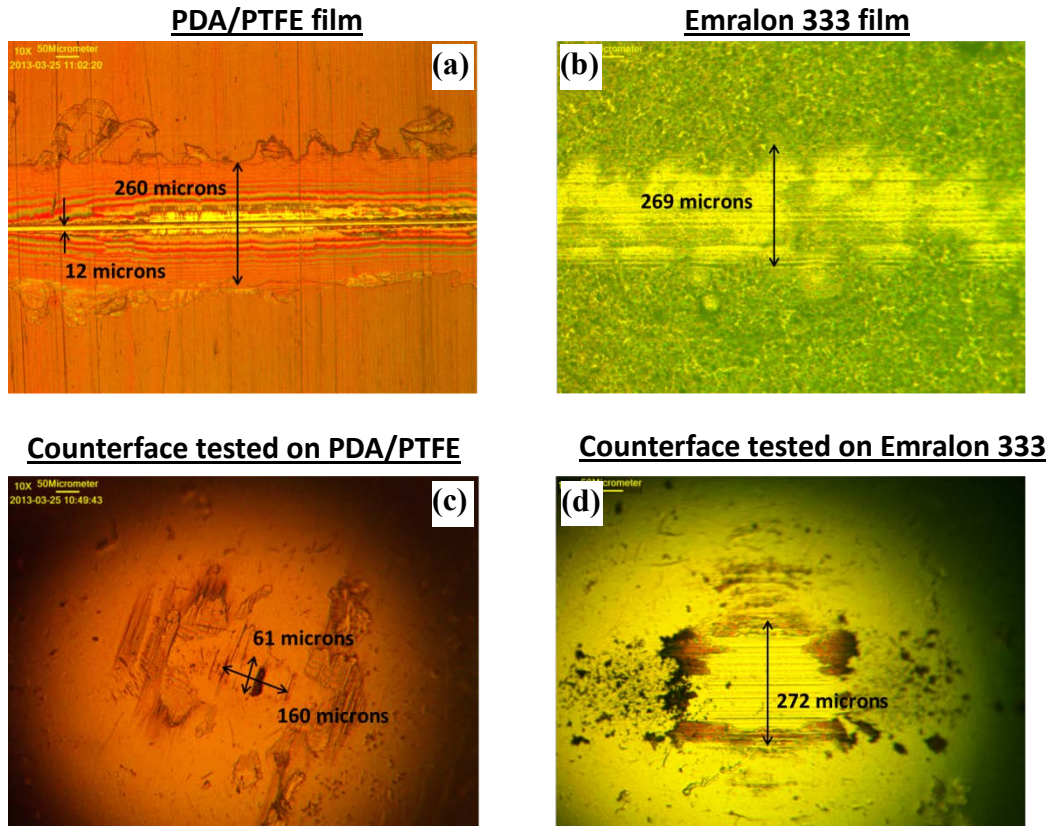 PDA/PTFE film
Emralon 333 film
10X 50Micrometer
2013-03-25 11:02:20
(a)
260 microns
12 microns
(b)
269 microns
Counterface tested on PDA/PTFE
Counterface tested on Emralon 333
10X 50Micrometer
2013-03-25 10:49:43
(c)
61 microns
160 microns
(d)
272 microns